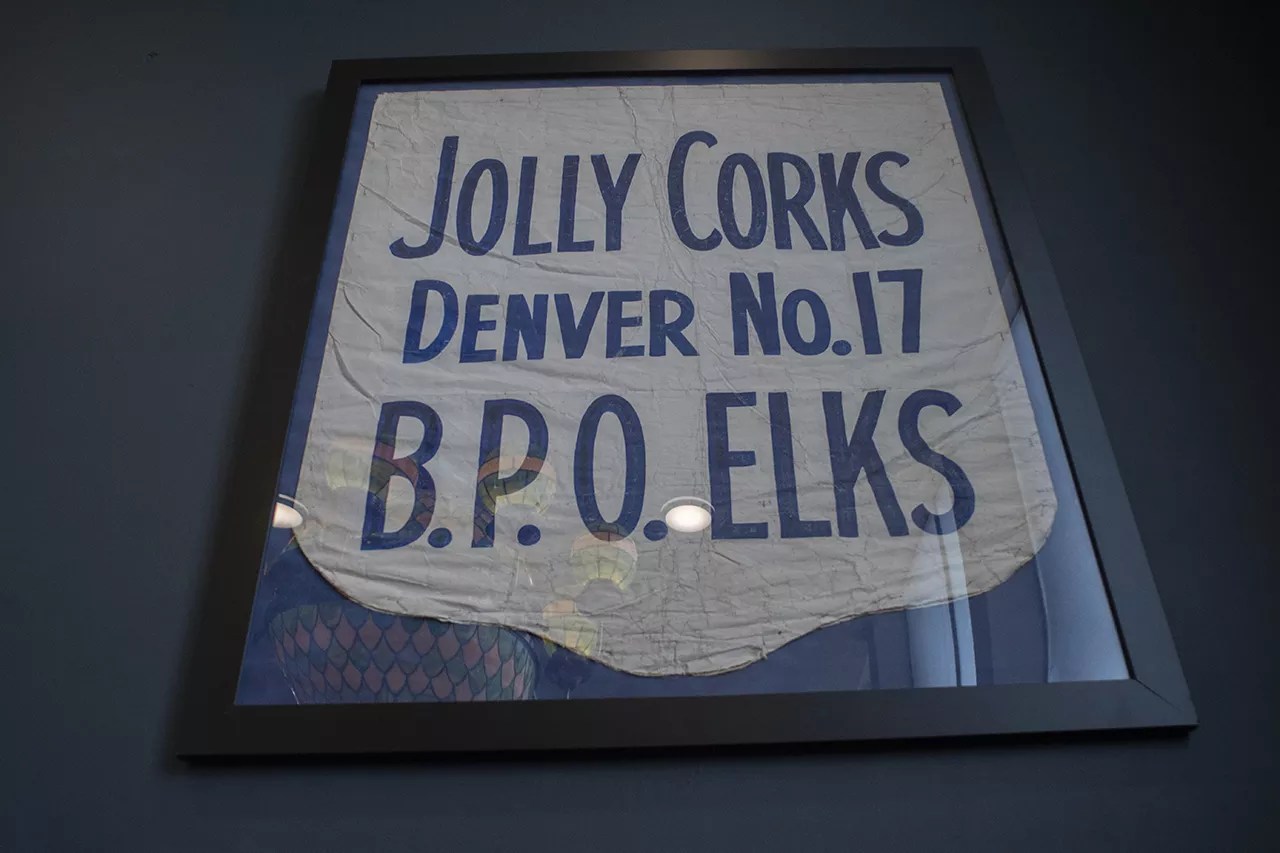 JOLLY CORKS
DENVER NO. 17
B.P.O. ELKS